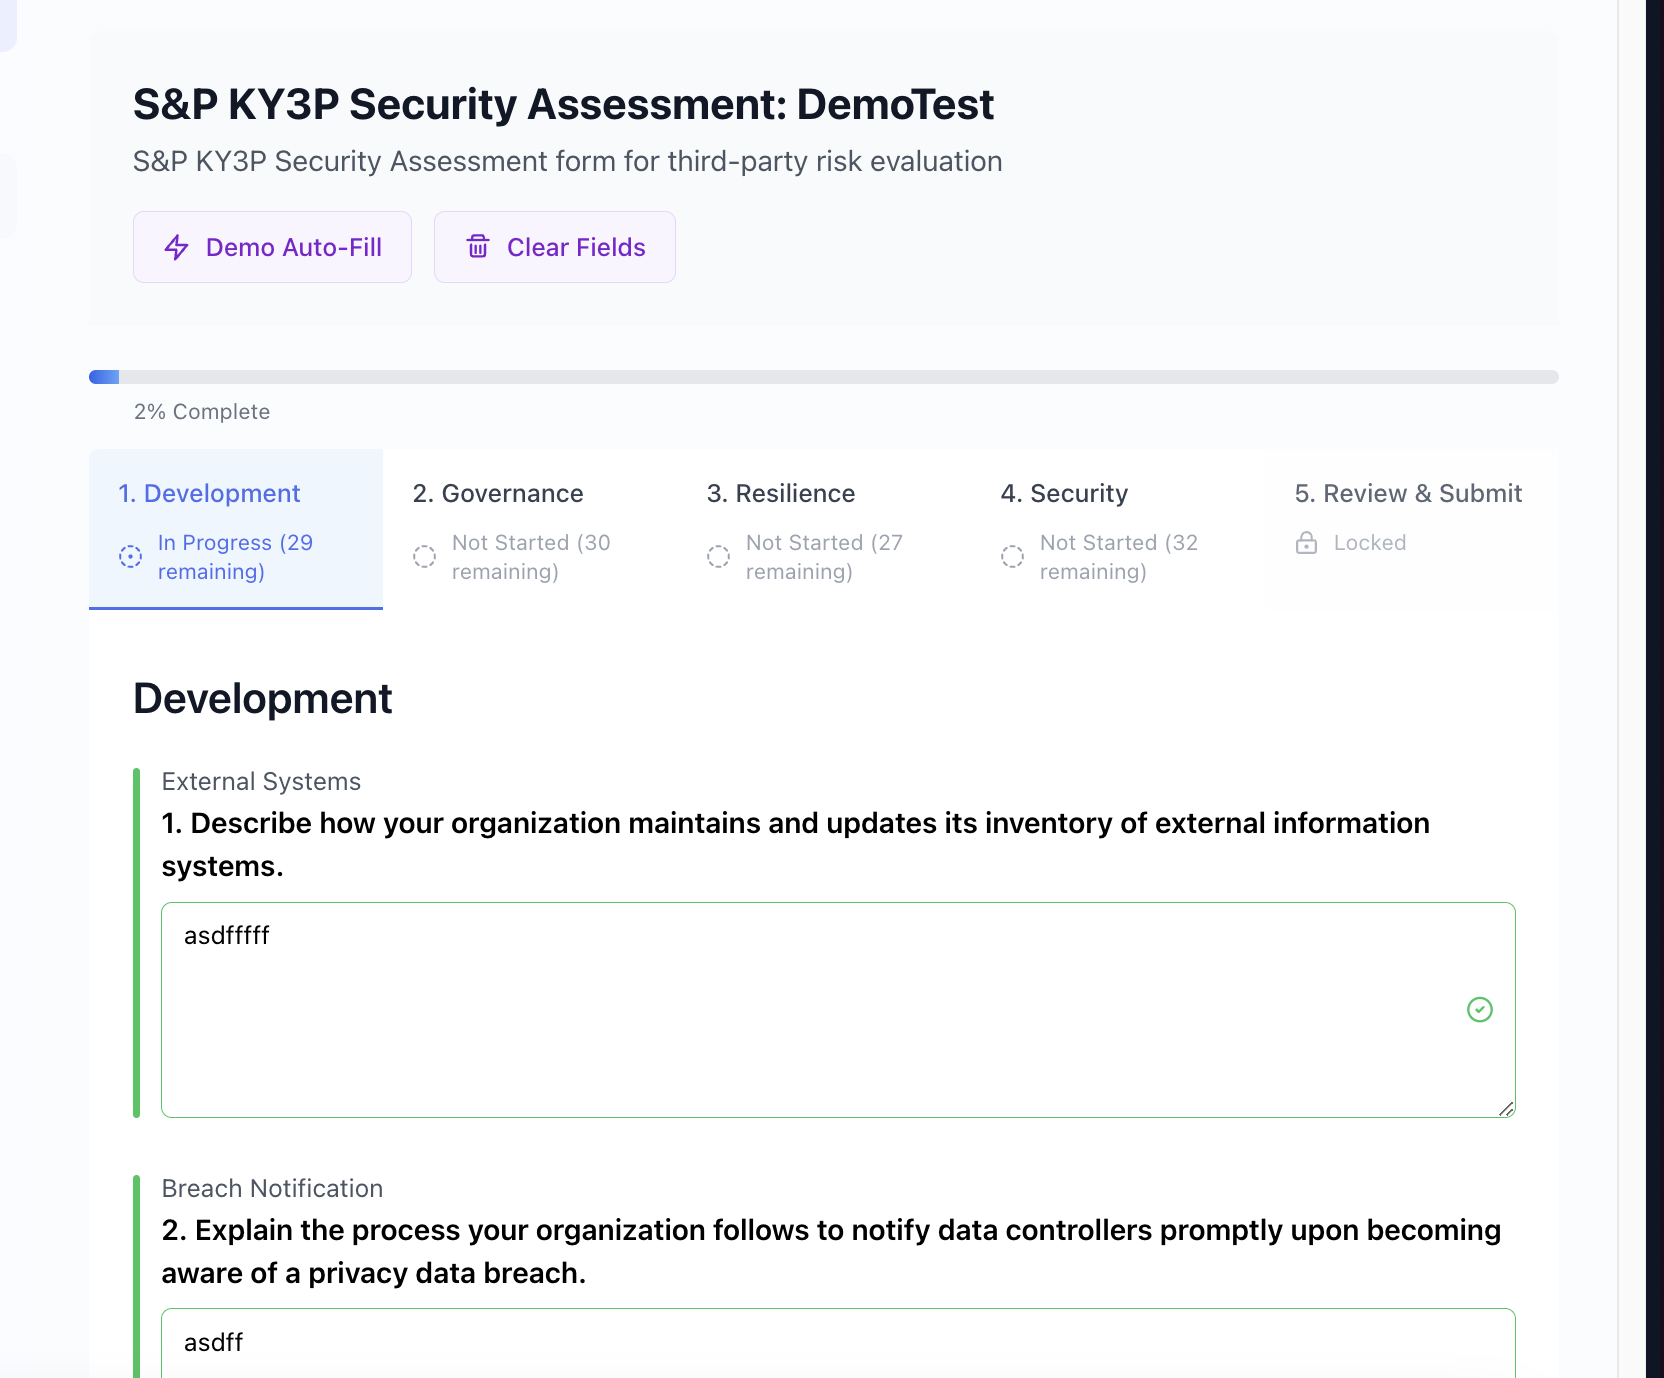 S&P KY3P Security Assessment: DemoTest
S&P KY3P Security Assessment form for third-party risk evaluation
Demo Auto-Fill
Clear Fields
2% Complete
1. Development
In Progress (29
remaining)
2. Governance
Not Started (30
remaining)
3. Resilience
Not Started (27
remaining)
4. Security
Not Started (32
remaining)
5. Review & Submit
Locked
Development
External Systems
1. Describe how your organization maintains and updates its inventory of external information
systems.
asdfffff
Breach Notification
2. Explain the process your organization follows to notify data controllers promptly upon becoming
aware of a privacy data breach.
asdff